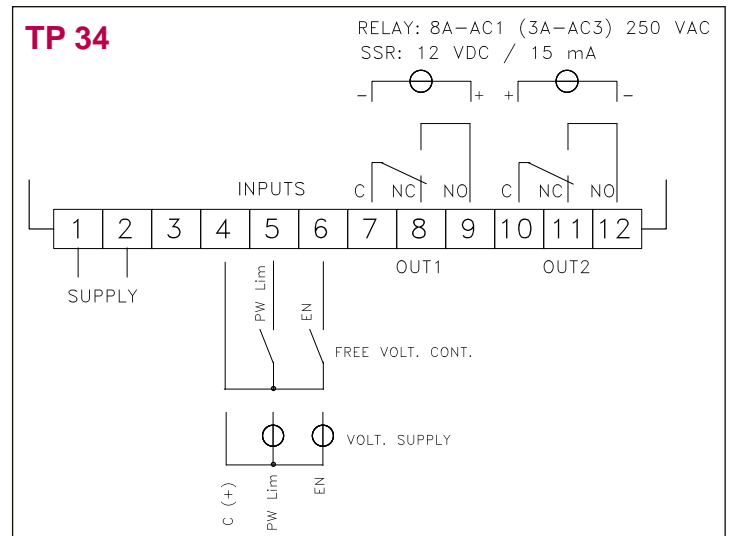 TP 34
RELAY: 8A-AC1 (3A-AC3) 250 VAC
SSR: 12 VDC / 15 mA
- + + -
INPUTS C NC NO C NC NO
1 2 3 4 5 6 7 8 9 10 11 12
SUPPLY OUT1 OUT2
PW Lim EN
FREE VOLT. CONT.
VOLT. SUPPLY
C (+) PW Lim EN